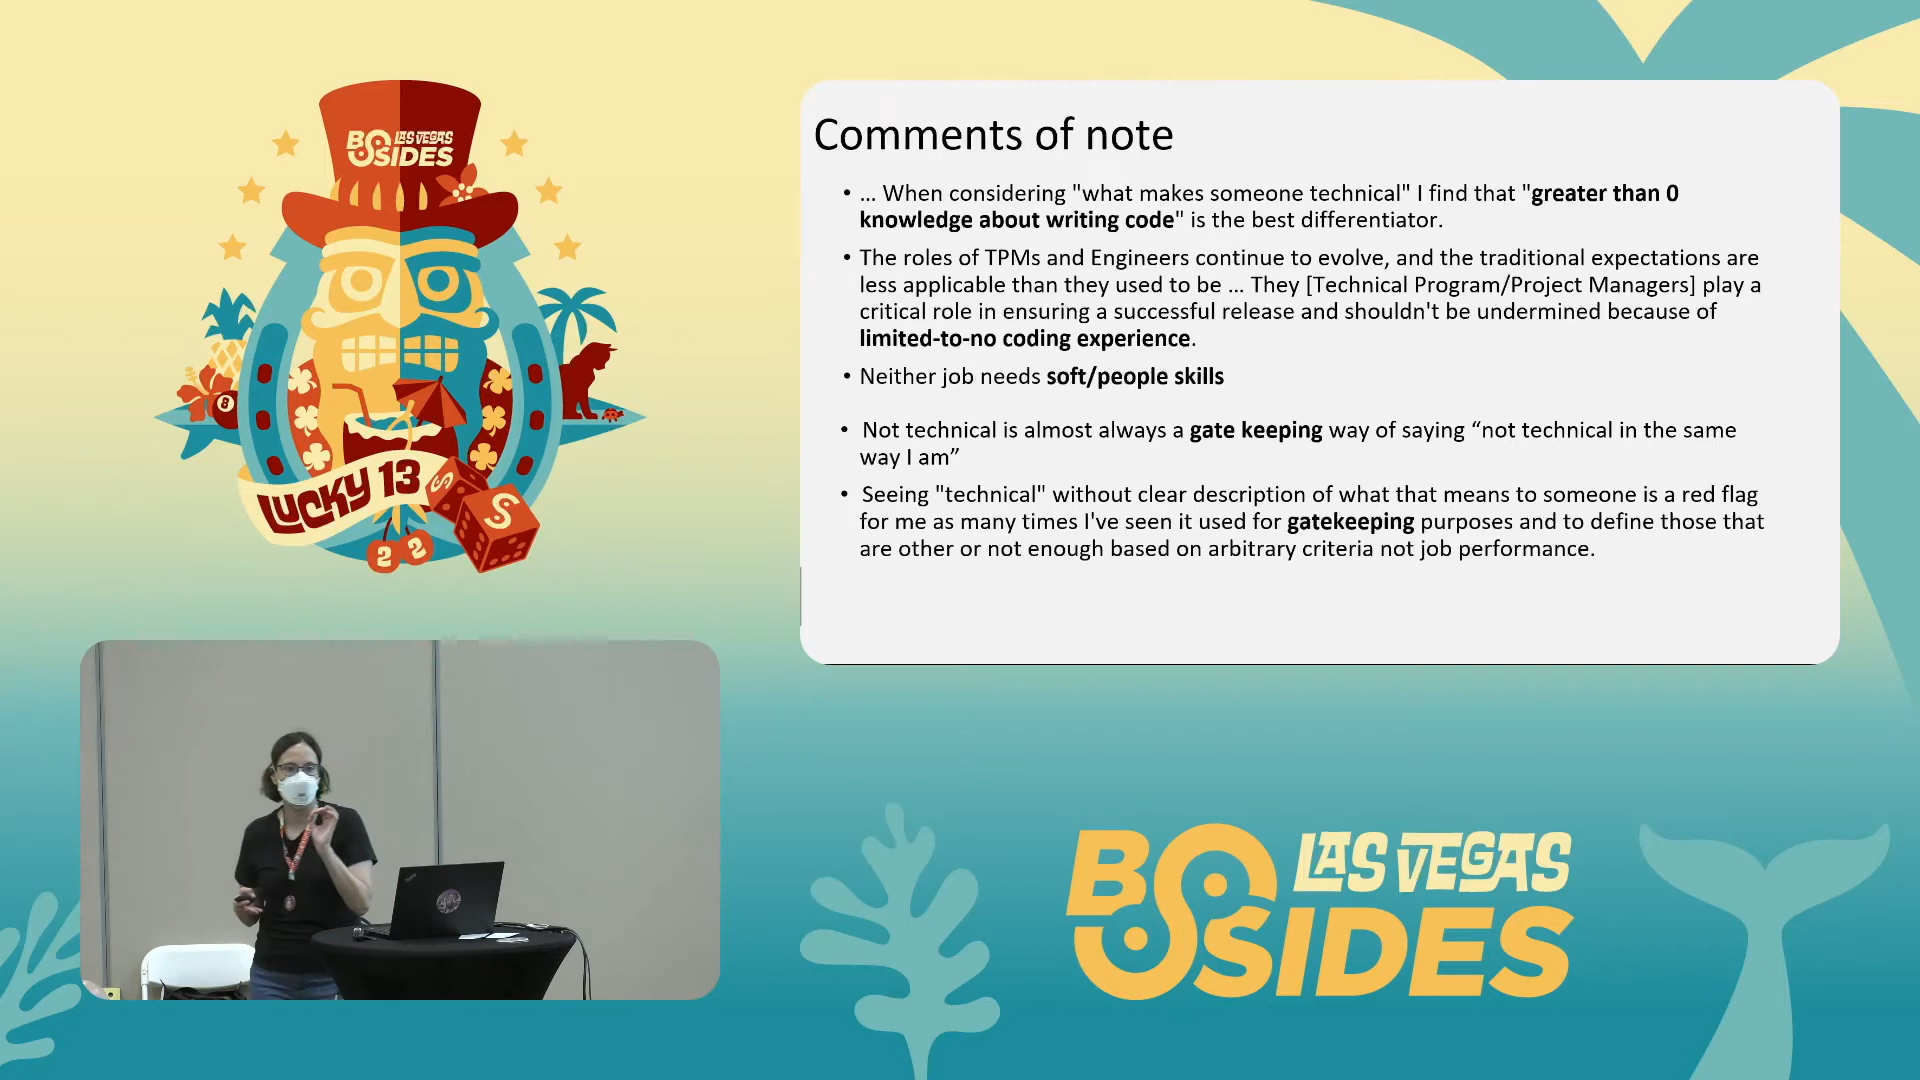 BSIDES LAS VEGAS
LUCKY 13
8
S
S
2 2
Comments of note
• ... When considering "what makes someone technical" I find that "greater than 0
knowledge about writing code" is the best differentiator.
• The roles of TPMs and Engineers continue to evolve, and the traditional expectations are
less applicable than they used to be ... They [Technical Program/Project Managers] play a
critical role in ensuring a successful release and shouldn't be undermined because of
limited-to-no coding experience.
• Neither job needs soft/people skills
• Not technical is almost always a gate keeping way of saying “not technical in the same
way I am”
• Seeing "technical" without clear description of what that means to someone is a red flag
for me as many times I've seen it used for gatekeeping purposes and to define those that
are other or not enough based on arbitrary criteria not job performance.
BSIDES LAS VEGAS